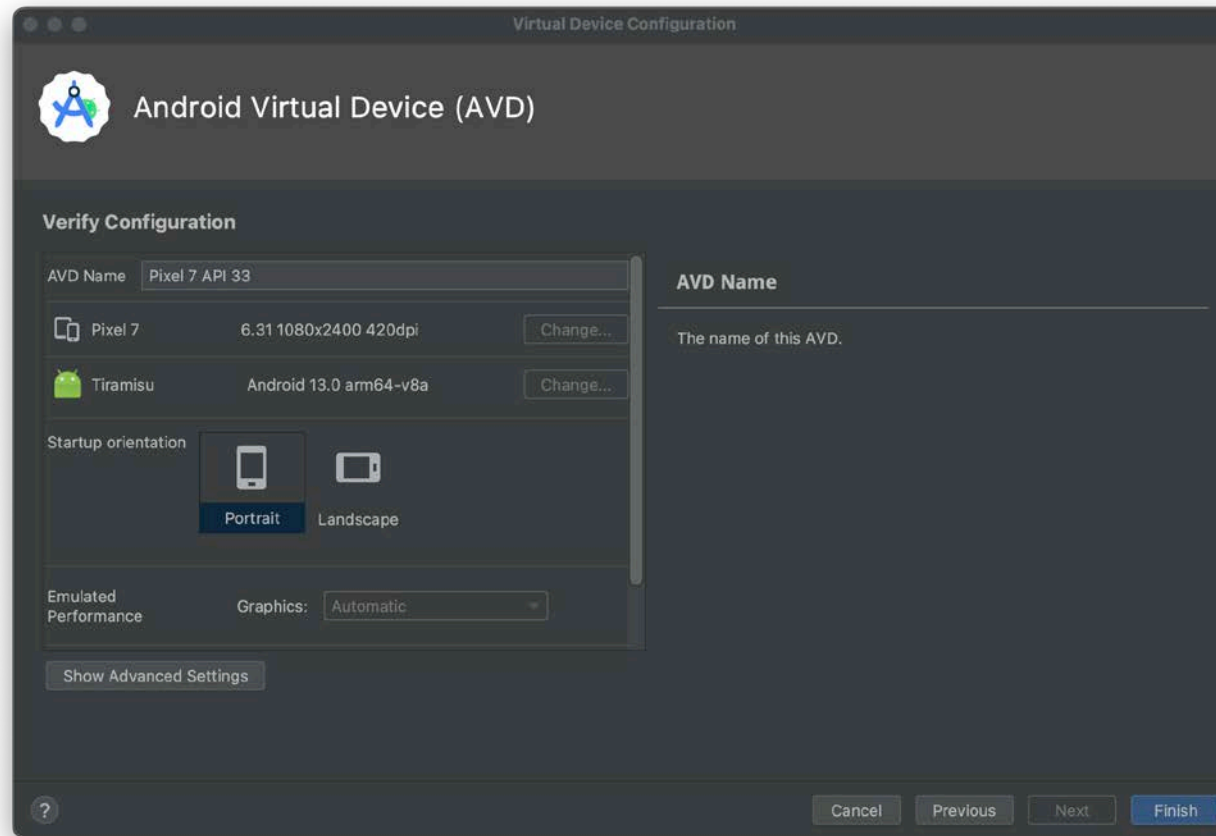 Virtual Device Configuration
Android Virtual Device (AVD)
Verify Configuration
AVD Name Pixel 7 API 33
Pixel 7 6.31 1080x2400 420dpi Change...
Tiramisu Android 13.0 arm64-v8a Change...
Startup orientation
Portrait Landscape
Emulated
Performance
Graphics: Automatic
Show Advanced Settings
AVD Name
The name of this AVD.
? Cancel Previous Next Finish